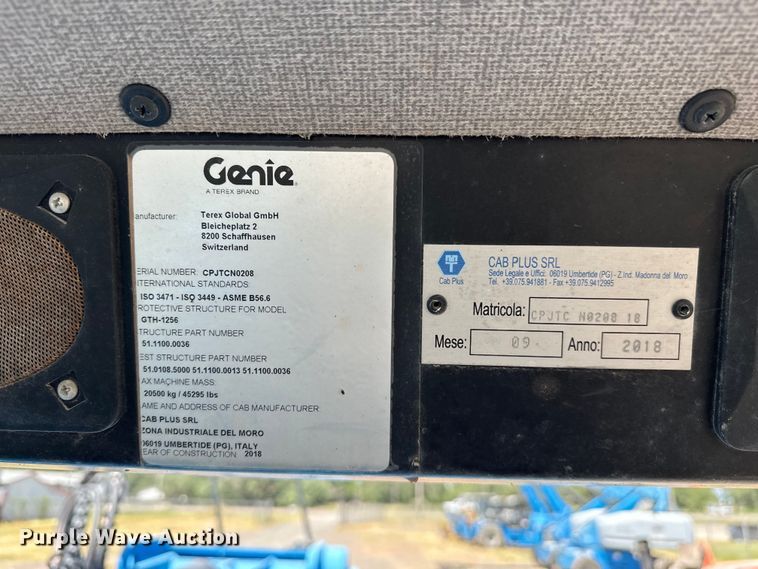 Genie
A TEREX BRAND
anufacturer: Terex Global GmbH
Bleicheplatz 2
8200 Schaffhausen
Switzerland
ERIAL NUMBER: CPJTCN0208
NTERNATIONAL STANDARDS:
ISO 3471 - ISO 3449 - ASME B56.6
ROTECTIVE STRUCTURE FOR MODEL
GTH-1256
TRUCTURE PART NUMBER
51.1100.0036
EST STRUCTURE PART NUMBER
51.0108.5000 51.1100.0013 51.1100.0036
AX MACHINE MASS:
20500 kg / 45295 lbs
AME AND ADDRESS OF CAB MANUFACTURER
CAB PLUS SRL
ZONA INDUSTRIALE DEL MORO
06019 UMBERTIDE (PG), ITALY
YEAR OF CONSTRUCTION 2018
MT
Cab Plus
CAB PLUS SRL
Sede Legale e Uffici: 06019 Umbertide (PG) - Z.Ind. Madonna del Moro
Tel. +39.075.941881 - Fax +39.075.9412995
Matricola: CPJTC N0208 18
Mese: 09 Anno: 2018
Purple Wave Auction